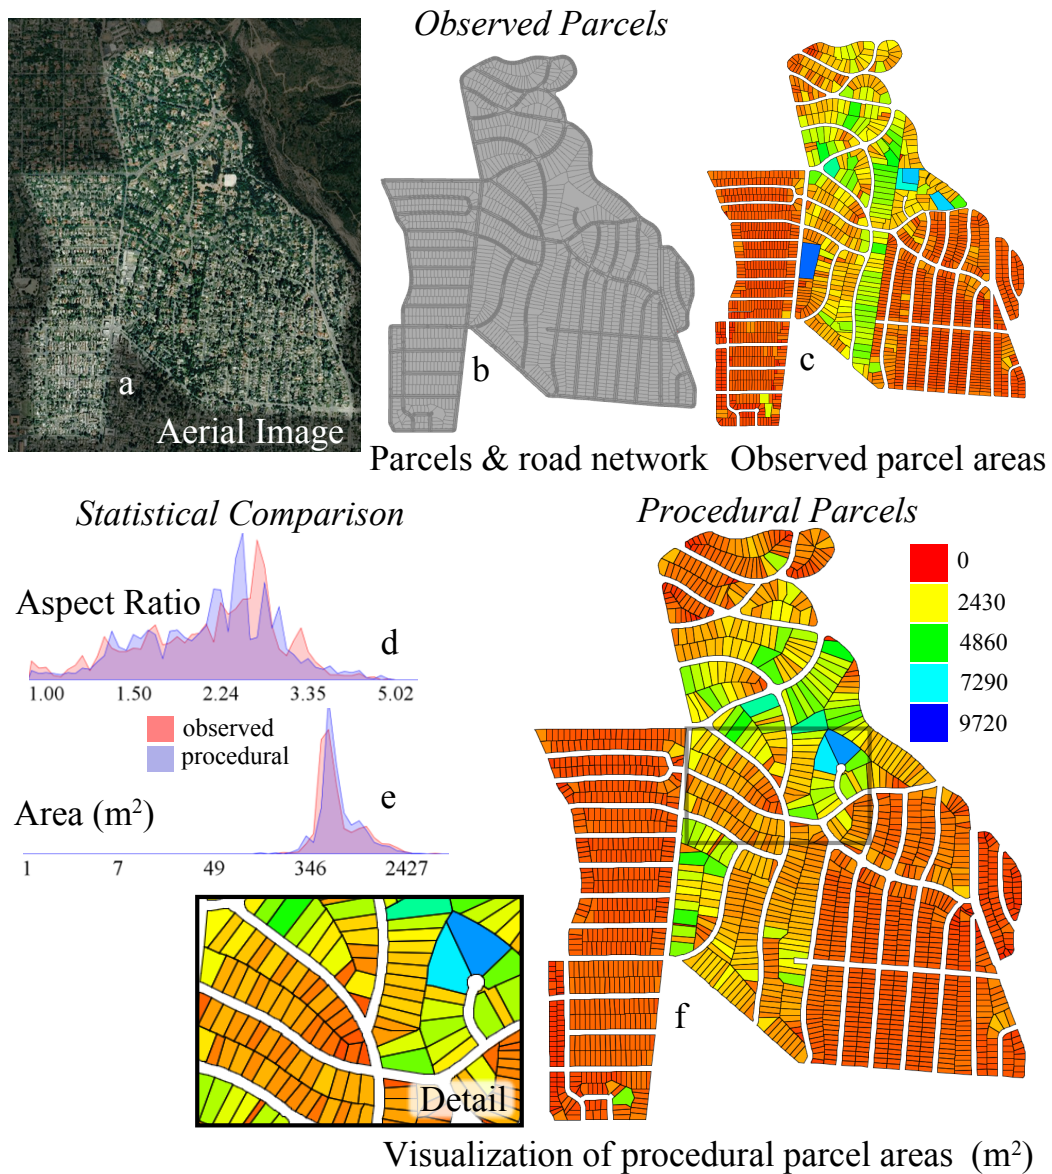 Observed Parcels
a
Aerial Image
b
Parcels & road network
c
Observed parcel areas
Statistical Comparison
Aspect Ratio
d
1.00 1.50 2.24 3.35 5.02
observed
procedural
Area (m²)
e
1 7 49 346 2427
Detail
Procedural Parcels
0
2430
4860
7290
9720
f
Visualization of procedural parcel areas (m²)